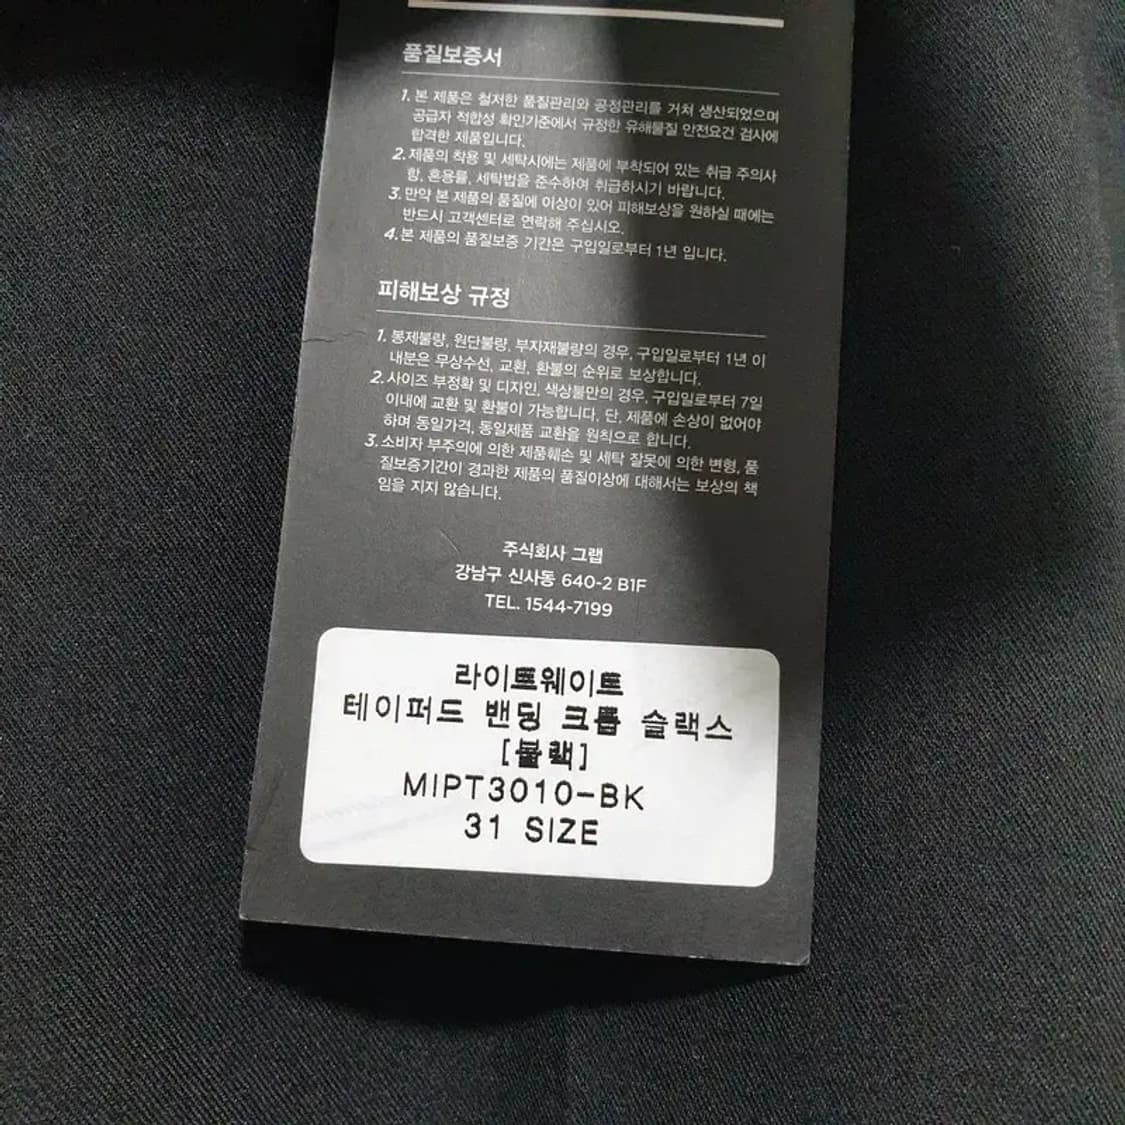 품질보증서
1. 본 제품은 철저한 품질관리와 공정관리를 거쳐 생산되었으며
공급자 적합성 확인기준에서 규정한 유해물질 안전요건 검사에
합격한 제품입니다.
2. 제품의 착용 및 세탁시에는 제품에 부착되어 있는 취급 주의사
항, 혼용률, 세탁법을 준수하여 취급하시기 바랍니다.
3. 만약 본 제품의 품질에 이상이 있어 피해보상을 원하실 때에는
반드시 고객센터로 연락해 주십시오.
4. 본 제품의 품질보증 기간은 구입일로부터 1년 입니다.
피해보상 규정
1. 봉제불량, 원단불량, 부자재불량의 경우, 구입일로부터 1년 이
내분은 무상수선, 교환, 환불의 순위로 보상합니다.
2. 사이즈 부정확 및 디자인, 색상불만의 경우, 구입일로부터 7일
이내에 교환 및 환불이 가능합니다. 단, 제품에 손상이 없어야
하며 동일가격, 동일제품 교환을 원칙으로 합니다.
3. 소비자 부주의에 의한 제품훼손 및 세탁 잘못에 의한 변형, 품
질보증기간이 경과한 제품의 품질이상에 대해서는 보상의 책
임을 지지 않습니다.
주식회사 그랩
강남구 신사동 640-2 B1F
TEL. 1544-7199
라이트웨이트
테이퍼드 밴딩 크롭 슬랙스
[블랙]
MIPT3010-BK
31 SIZE